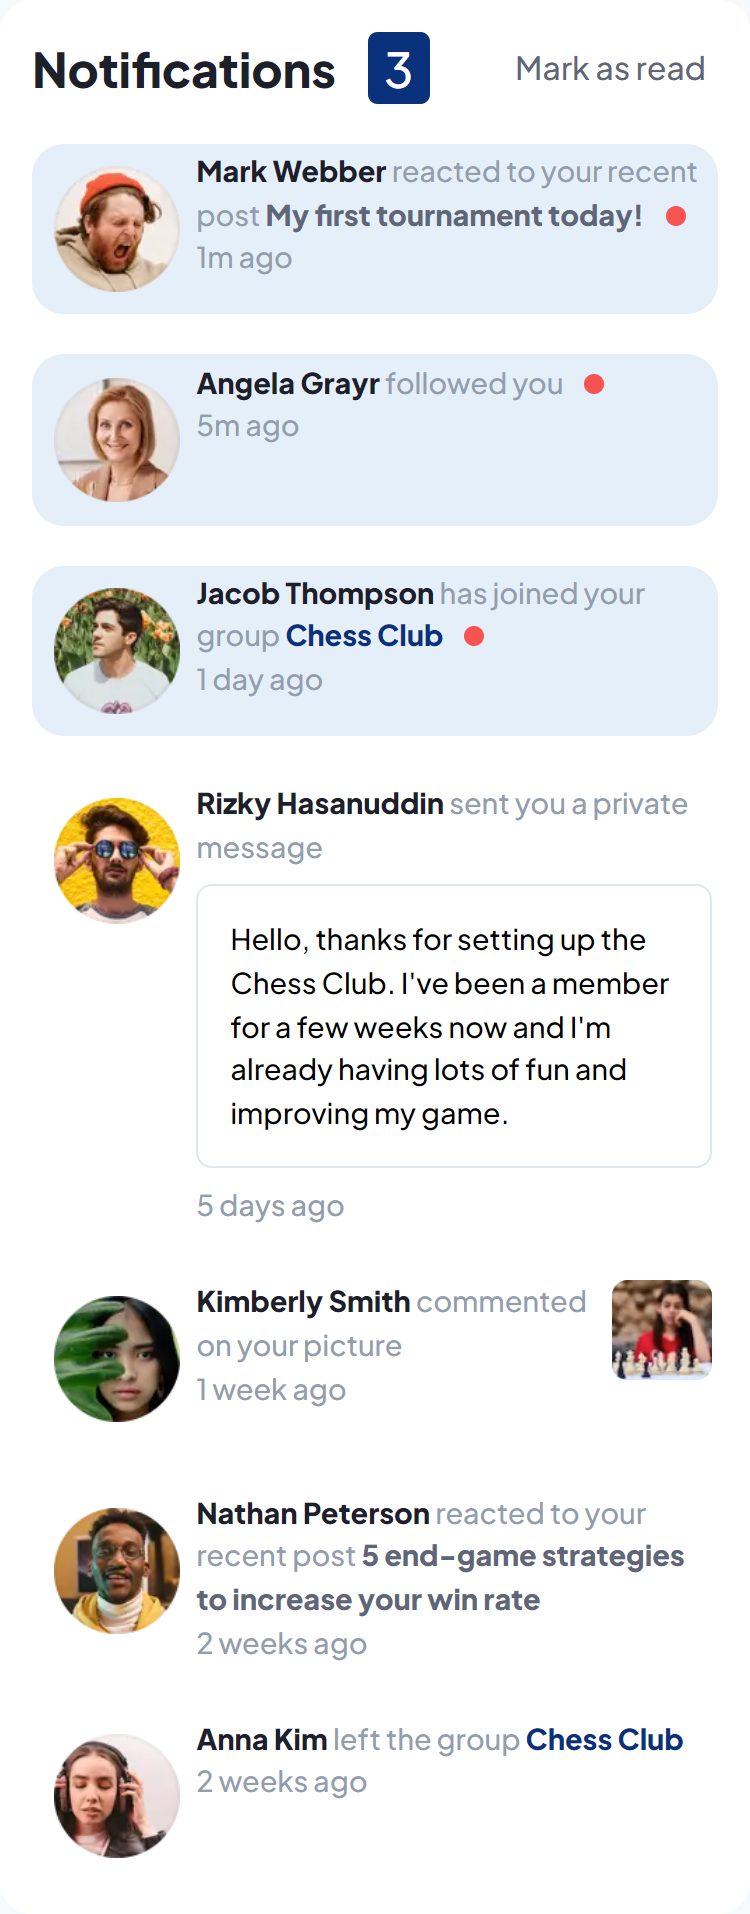 Notifications 3 Mark as read
Mark Webber reacted to your recent
post My first tournament today!
1m ago
Angela Grayr followed you
5m ago
Jacob Thompson has joined your
group Chess Club
1 day ago
Rizky Hasanuddin sent you a private
message
Hello, thanks for setting up the
Chess Club. I've been a member
for a few weeks now and I'm
already having lots of fun and
improving my game.
5 days ago
Kimberly Smith commented
on your picture
1 week ago
Nathan Peterson reacted to your
recent post 5 end-game strategies
to increase your win rate
2 weeks ago
Anna Kim left the group Chess Club
2 weeks ago